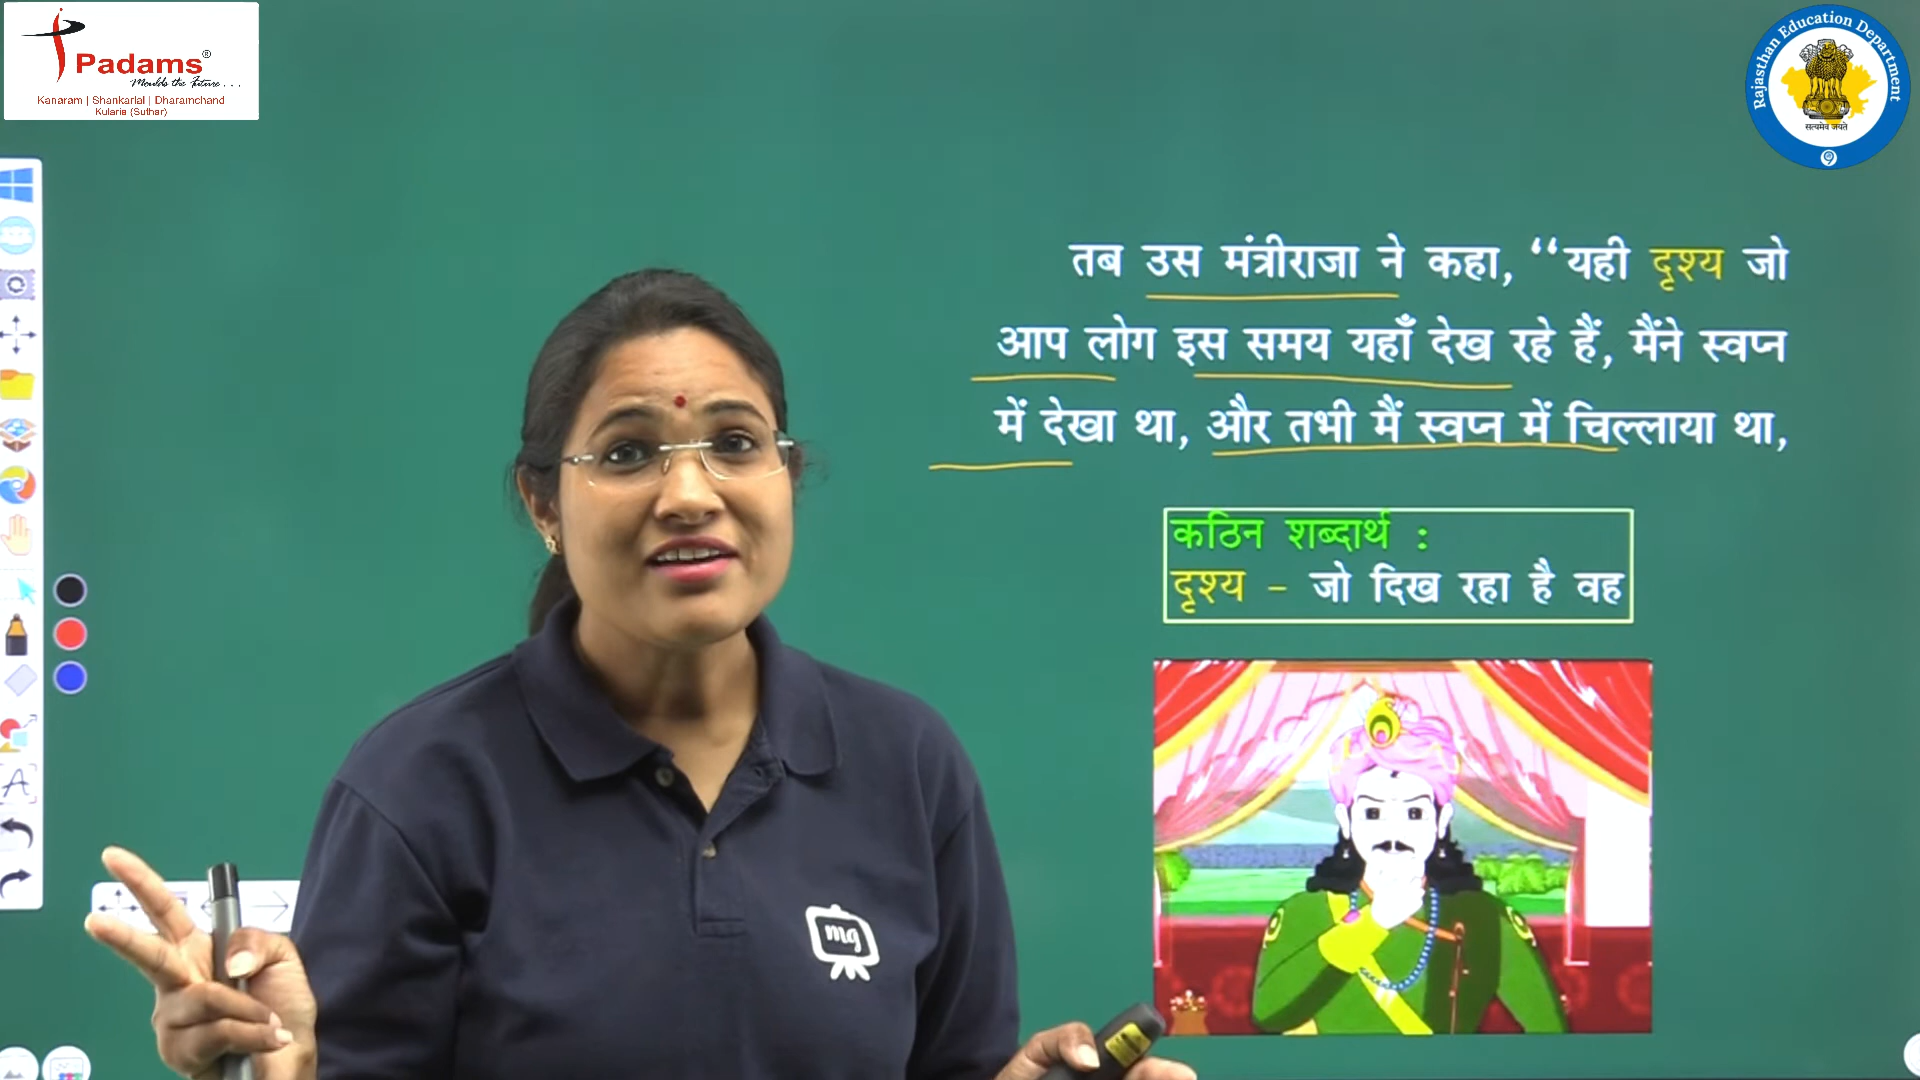 Padams®
Moulds the Future . . .
Kanaram | Shankarlal | Dharamchand
Kularia (Suthar)
Rajasthan Education Department
सत्यमेव जयते
तब उस मंत्रीराजा ने कहा, “यही दृश्य जो
आप लोग इस समय यहाँ देख रहे हैं, मैंने स्वप्न
में देखा था, और तभी मैं स्वप्न में चिल्लाया था,
कठिन शब्दार्थ :
दृश्य - जो दिख रहा है वह
A
mg